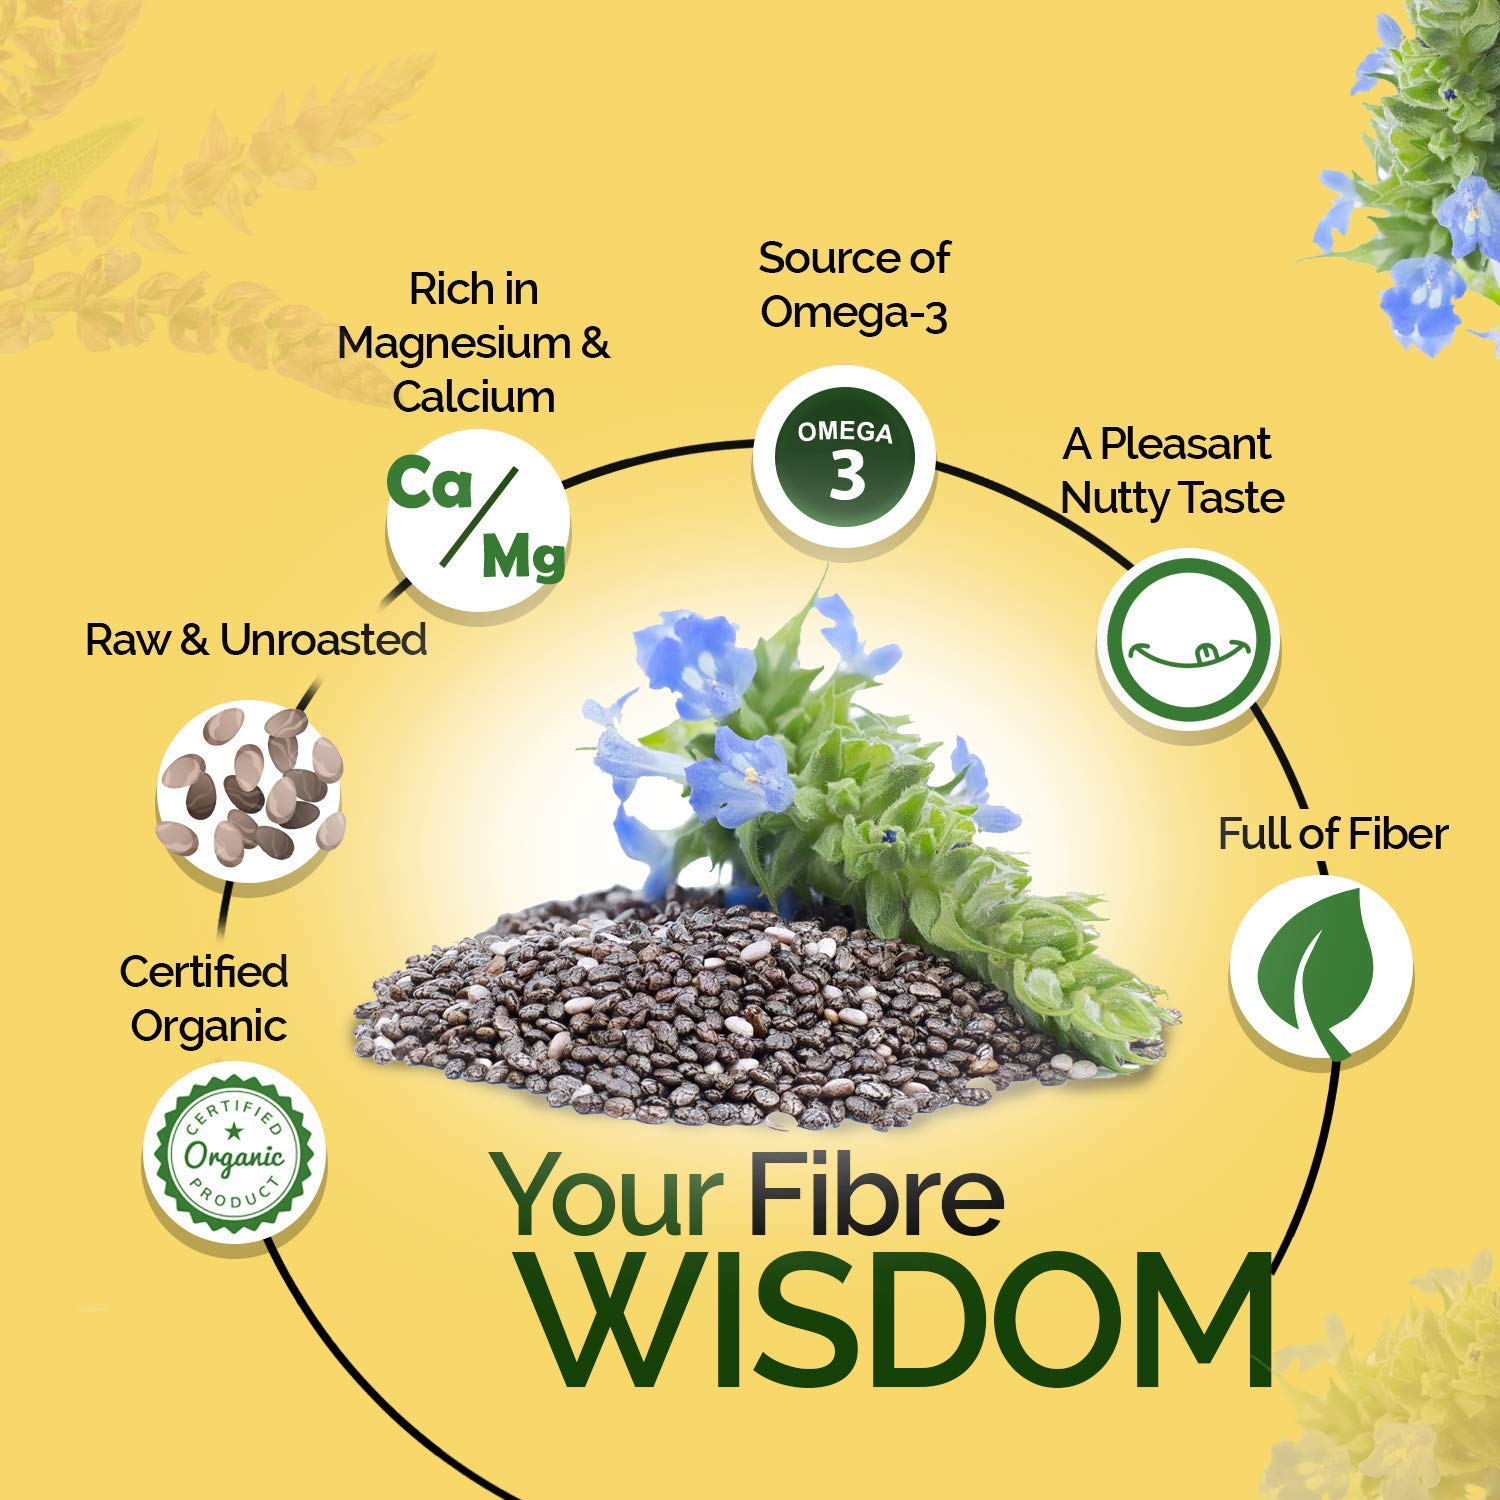 Source of
Omega-3
Rich in
Magnesium &
Calcium
OMEGA
3
A Pleasant
Nutty Taste
Ca
Mg
Raw & Unroasted
Full of Fiber
Certified
Organic
CERTIFIED
Organic
PRODUCT
Your Fibre
WISDOM